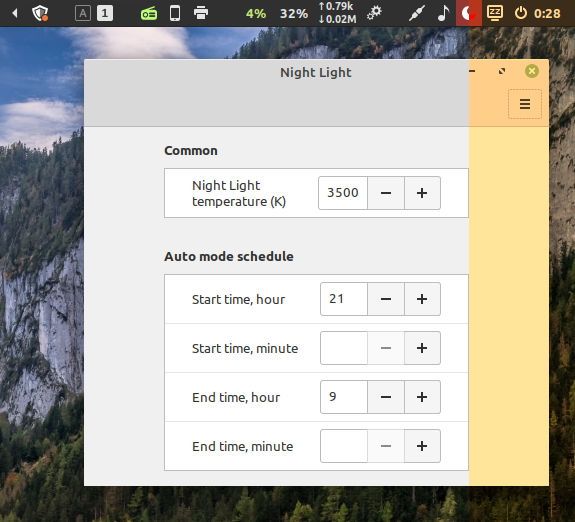 A 1 4% 32% ↑0.79k ↓0.02M zz 0:28
Night Light
Common
Night Light
temperature (K) 3500 − +
Auto mode schedule
Start time, hour 21 − +
Start time, minute − +
End time, hour 9 − +
End time, minute − +